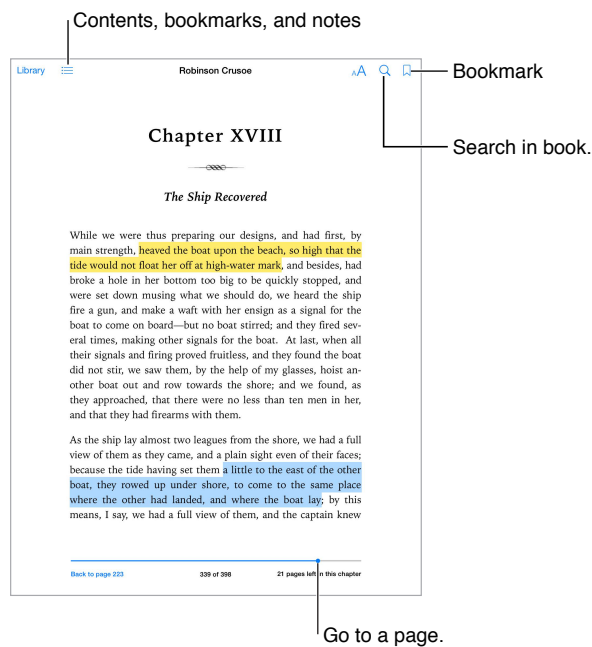 Contents, bookmarks, and notes
Library
Robinson Crusoe
AA
Bookmark
Search in book.
Chapter XVIII
The Ship Recovered
While we were thus preparing our designs, and had first, by
main strength, heaved the boat upon the beach, so high that the
tide would not float her off at high-water mark, and besides, had
broke a hole in her bottom too big to be quickly stopped, and
were set down musing what we should do, we heard the ship
fire a gun, and make a waft with her ensign as a signal for the
boat to come on board—but no boat stirred; and they fired sev-
eral times, making other signals for the boat. At last, when all
their signals and firing proved fruitless, and they found the boat
did not stir, we saw them, by the help of my glasses, hoist an-
other boat out and row towards the shore; and we found, as
they approached, that there were no less than ten men in her,
and that they had firearms with them.
As the ship lay almost two leagues from the shore, we had a full
view of them as they came, and a plain sight even of their faces;
because the tide having set them a little to the east of the other
boat, they rowed up under shore, to come to the same place
where the other had landed, and where the boat lay; by this
means, I say, we had a full view of them, and the captain knew
Back to page 223
339 of 398
21 pages left in this chapter
Go to a page.